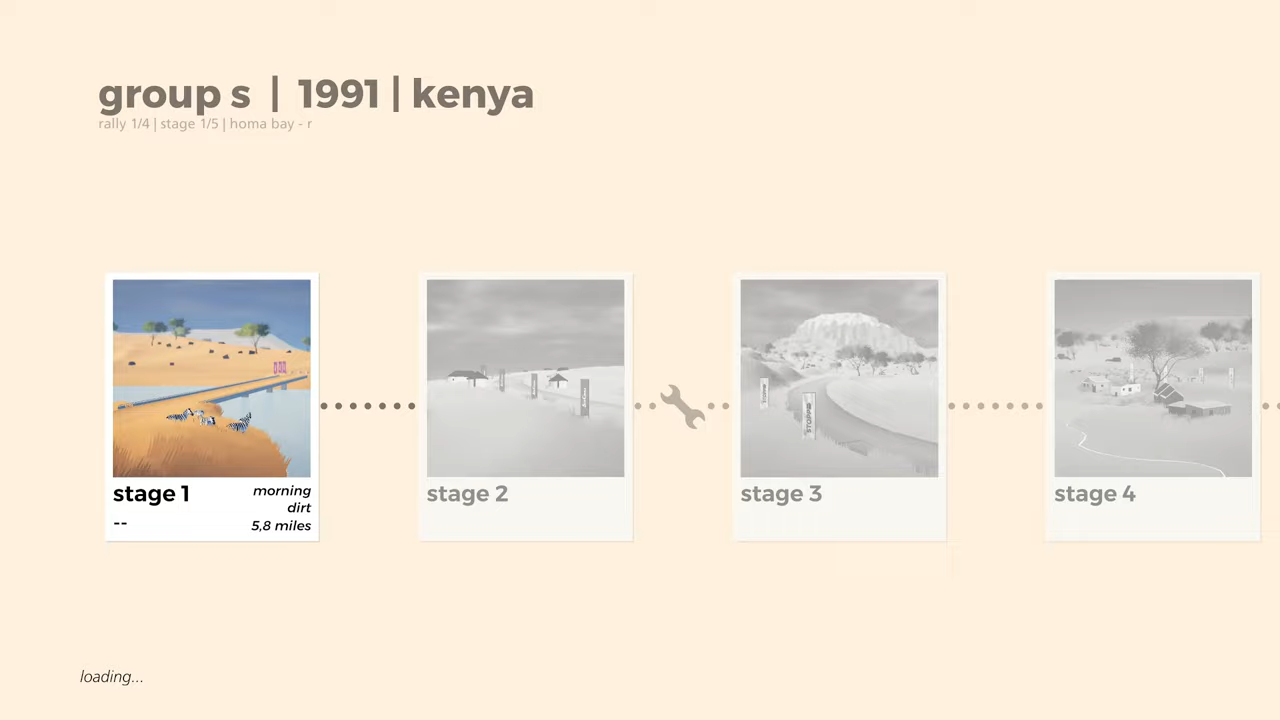 group s | 1991 | kenya
rally 1/4 | stage 1/5 | homa bay - r
stage 1
morning
dirt
--
5,8 miles
stage 2
stage 3
stage 4
loading...